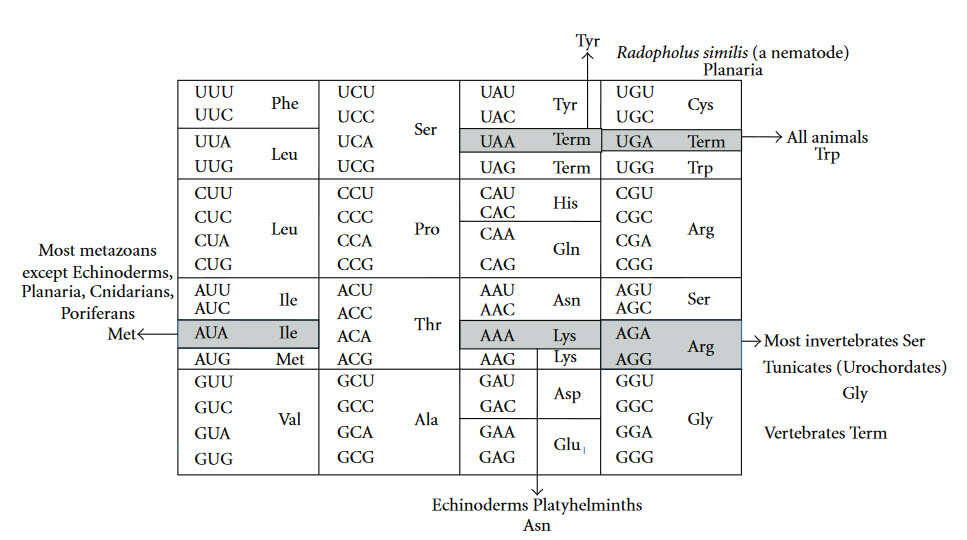 Tyr
Radopholus similis (a nematode)
Planaria
UUU
UUC
Phe
UUA
UUG
Leu
UCU
UCC
UCA
UCG
Ser
UAU
UAC
Tyr
UAA Term
UAG Term
UGU
UGC
Cys
UGA Term
UGG Trp
All animals
Trp
CUU
CUC
CUA
CUG
Leu
CCU
CCC
CCA
CCG
Pro
CAU
CAC
His
CAA
CAG
Gln
CGU
CGC
CGA
CGG
Arg
Most metazoans
except Echinoderms,
Planaria, Cnidarians,
Poriferans
Met
AUU
AUC
Ile
AUA Ile
AUG Met
ACU
ACC
ACA
ACG
Thr
AAU
AAC
Asn
AAA Lys
AAG Lys
AGU
AGC
Ser
AGA
AGG
Arg
Most invertebrates Ser
Tunicates (Urochordates)
Gly
Vertebrates Term
GUU
GUC
GUA
GUG
Val
GCU
GCC
GCA
GCG
Ala
GAU
GAC
Asp
GAA
GAG
Glu
GGU
GGC
GGA
GGG
Gly
Echinoderms Platyhelminths
Asn